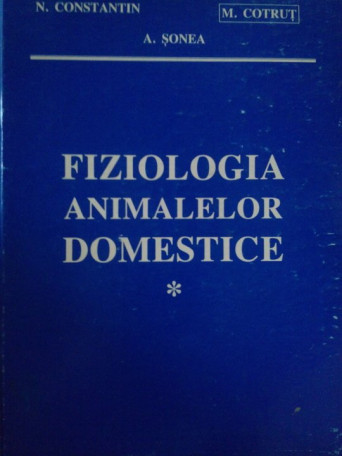 N. CONSTANTIN
M. COTRUȚ
A. ȘONEA
FIZIOLOGIA
ANIMALELOR
DOMESTICE
*